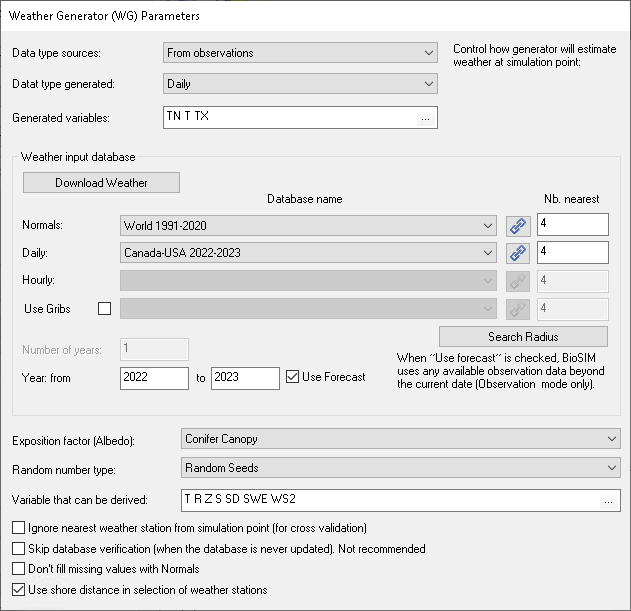 Weather Generator (WG) Parameters
Data type sources: From observations
Control how generator will estimate
weather at simulation point:
Datat type generated: Daily
Generated variables: TN T TX ...
Weather input database
Download Weather
Database name Nb. nearest
Normals: World 1991-2020 4
Daily: Canada-USA 2022-2023 4
Hourly: 4
Use Gribs 4
Search Radius
Number of years: 1
When ~Use forecast~ is checked, BioSIM
uses any available observation data beyond
the current date (Observation mode only).
Year: from 2022 to 2023 Use Forecast
Exposition factor (Albedo): Conifer Canopy
Random number type: Random Seeds
Variable that can be derived: T R Z S SD SWE WS2 ...
Ignore nearest weather station from simulation point (for cross validation)
Skip database verification (when the database is never updated). Not recommended
Don't fill missing values with Normals
Use shore distance in selection of weather stations